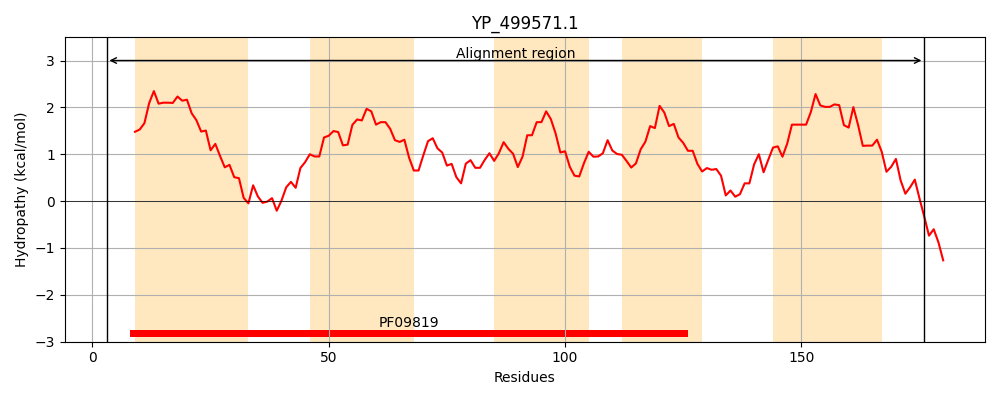 YP_499571.1
Alignment region
3
2
1
0
−1
−2
−3
Hydropathy (kcal/mol)
PF09819
0
50
100
150
Residues